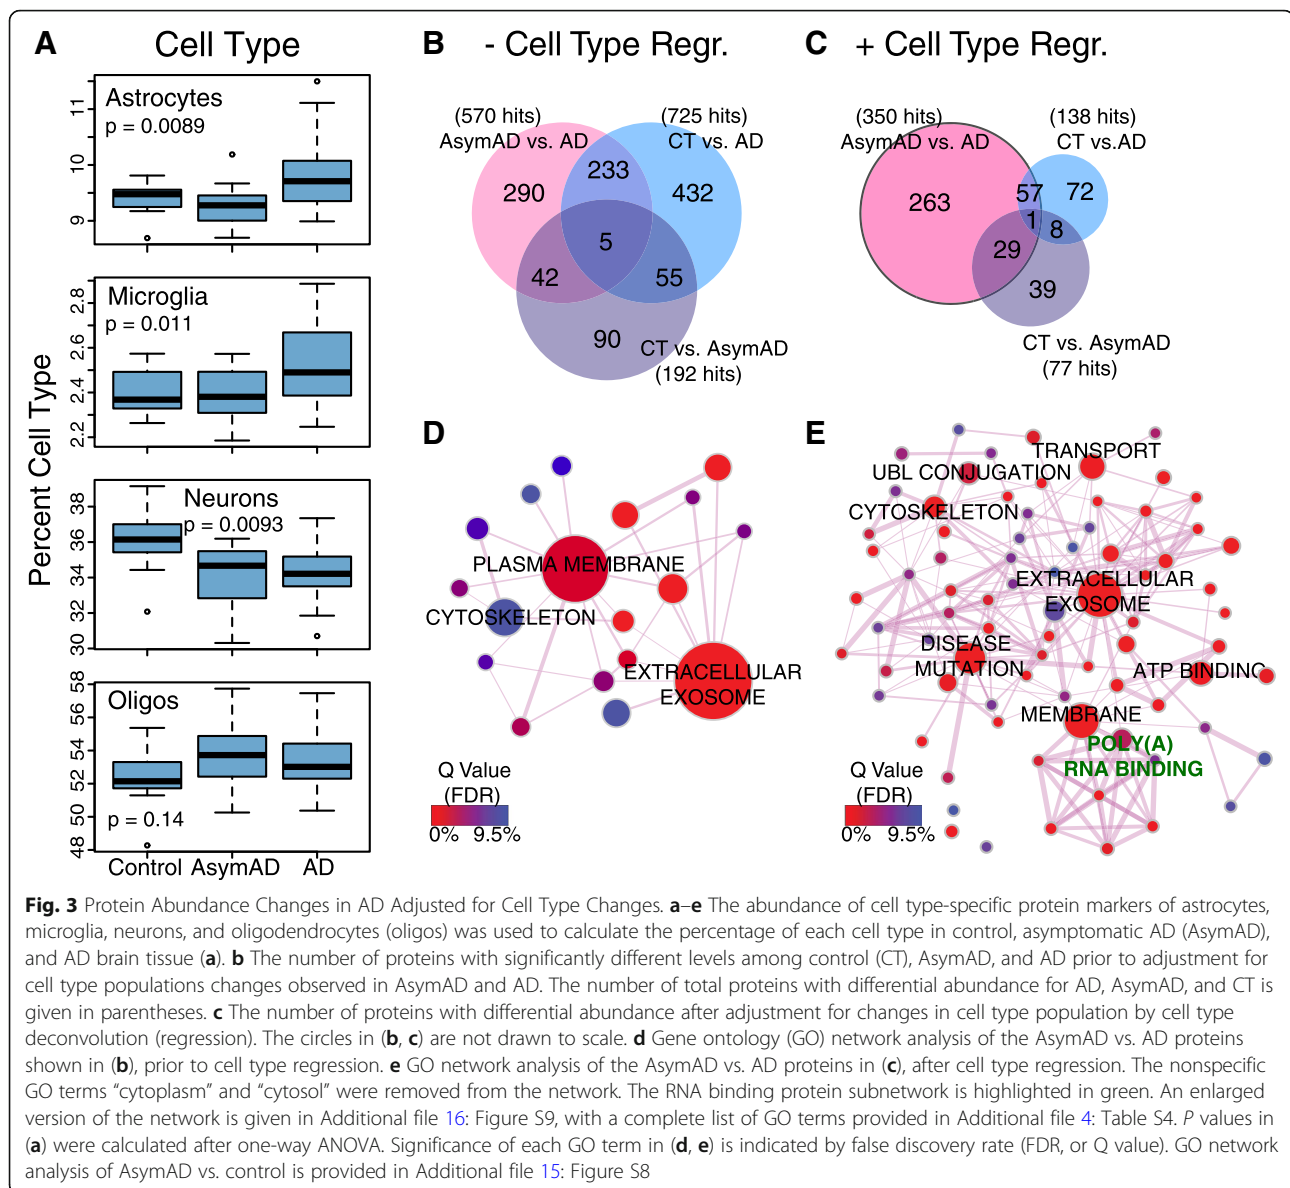 A
Cell Type
Percent Cell Type
Astrocytes
p = 0.0089
11
10
9
Microglia
p = 0.011
2.8
2.6
2.4
2.2
Neurons
p = 0.0093
38
36
34
32
30
Oligos
p = 0.14
58
56
54
52
50
48
Control AsymAD AD
B
- Cell Type Regr.
(570 hits)
AsymAD vs. AD
(725 hits)
CT vs. AD
233
290
432
5
42
55
90
CT vs. AsymAD
(192 hits)
C
+ Cell Type Regr.
(350 hits)
AsymAD vs. AD
(138 hits)
CT vs.AD
263
57
72
1
8
29
39
CT vs. AsymAD
(77 hits)
D
PLASMA MEMBRANE
CYTOSKELETON
EXTRACELLULAR
EXOSOME
Q Value
(FDR)
0% 9.5%
E
TRANSPORT
UBL CONJUGATION
CYTOSKELETON
EXTRACELLULAR
EXOSOME
DISEASE
MUTATION
ATP BINDING
MEMBRANE
POLY(A)
RNA BINDING
Q Value
(FDR)
0% 9.5%
Fig. 3 Protein Abundance Changes in AD Adjusted for Cell Type Changes. a–e The abundance of cell type-specific protein markers of astrocytes,
microglia, neurons, and oligodendrocytes (oligos) was used to calculate the percentage of each cell type in control, asymptomatic AD (AsymAD),
and AD brain tissue (a). b The number of proteins with significantly different levels among control (CT), AsymAD, and AD prior to adjustment for
cell type populations changes observed in AsymAD and AD. The number of total proteins with differential abundance for AD, AsymAD, and CT is
given in parentheses. c The number of proteins with differential abundance after adjustment for changes in cell type population by cell type
deconvolution (regression). The circles in (b, c) are not drawn to scale. d Gene ontology (GO) network analysis of the AsymAD vs. AD proteins
shown in (b), prior to cell type regression. e GO network analysis of the AsymAD vs. AD proteins in (c), after cell type regression. The nonspecific
GO terms “cytoplasm” and “cytosol” were removed from the network. The RNA binding protein subnetwork is highlighted in green. An enlarged
version of the network is given in Additional file 16: Figure S9, with a complete list of GO terms provided in Additional file 4: Table S4. P values in
(a) were calculated after one-way ANOVA. Significance of each GO term in (d, e) is indicated by false discovery rate (FDR, or Q value). GO network
analysis of AsymAD vs. control is provided in Additional file 15: Figure S8